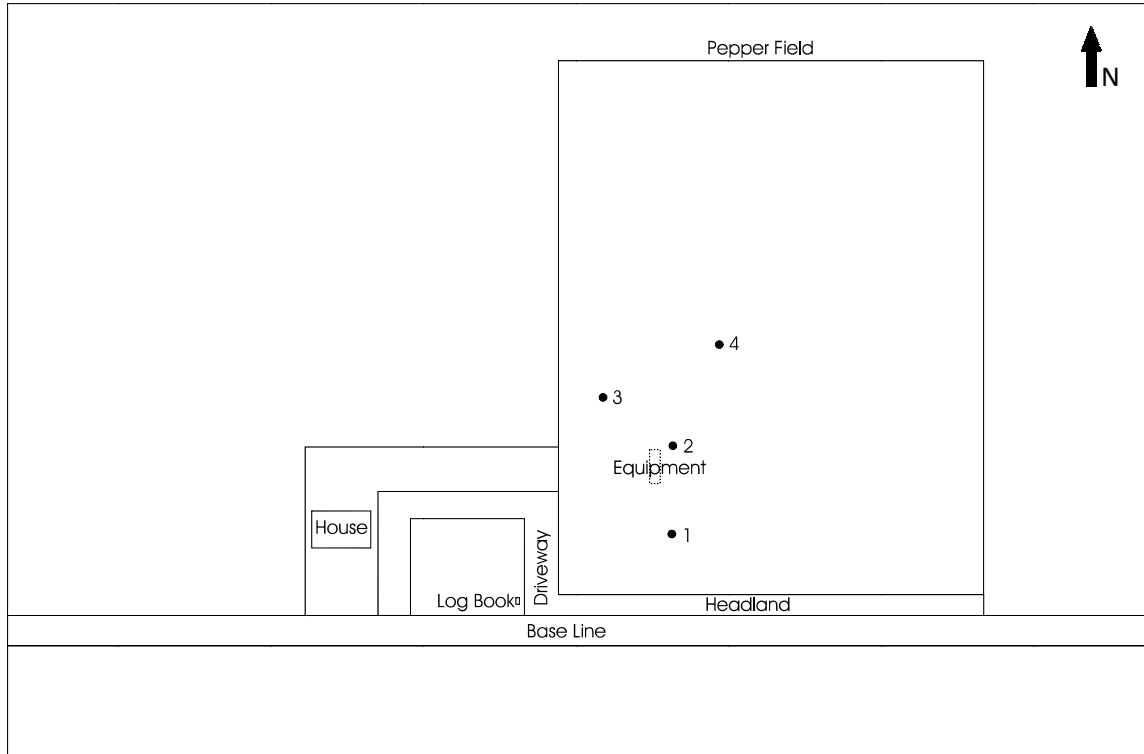 Pepper Field
N
4
3
2
Equipment
House
1
Driveway
Log Book
Headland
Base Line